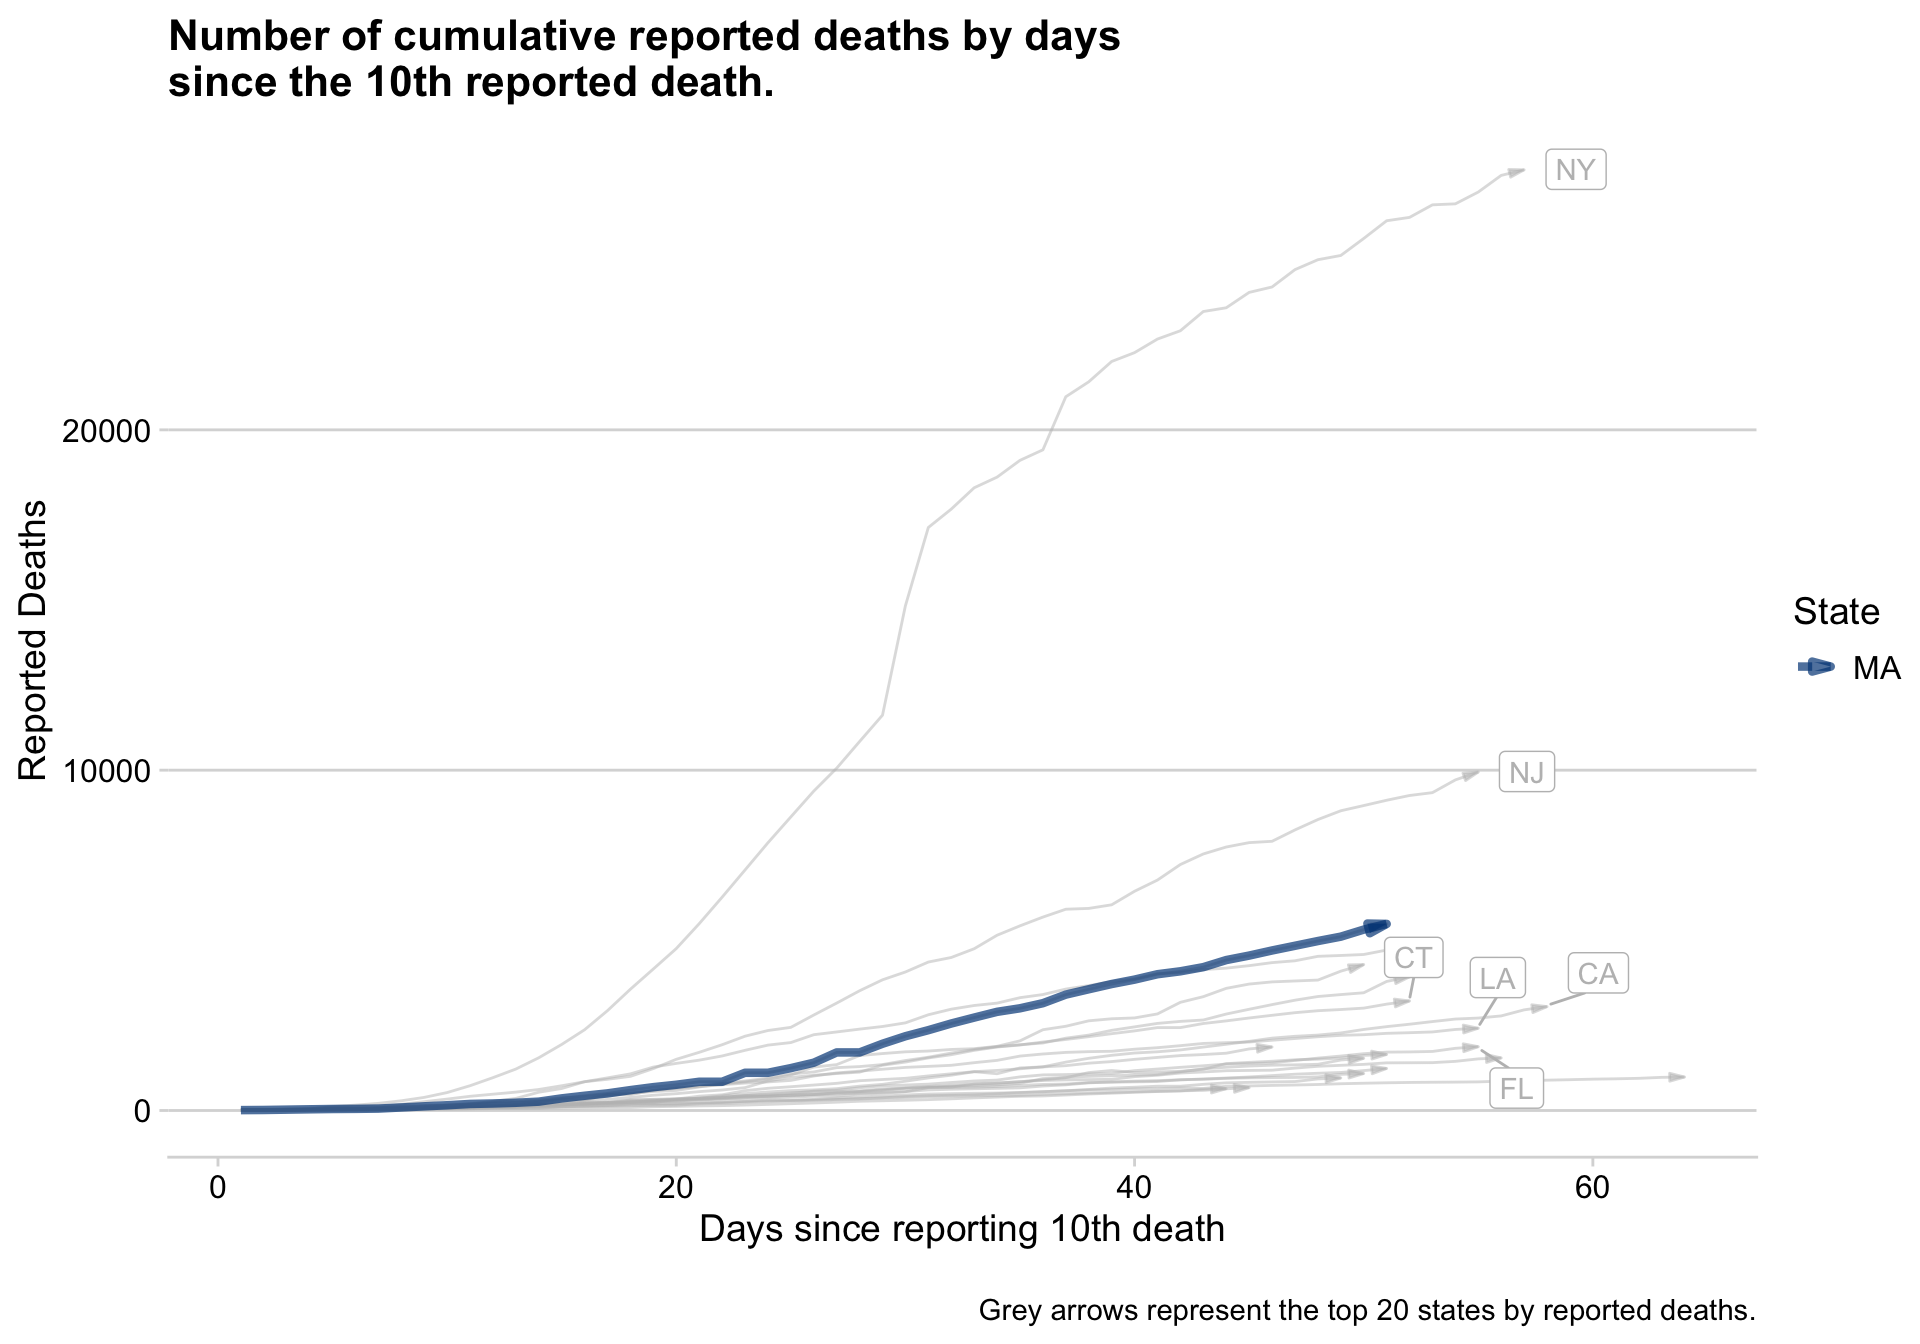 Number of cumulative reported deaths by days
since the 10th reported death.
NY
20000
Reported Deaths
State
MA
10000
NJ
CT
LA
CA
FL
0
0
20
40
60
Days since reporting 10th death
Grey arrows represent the top 20 states by reported deaths.